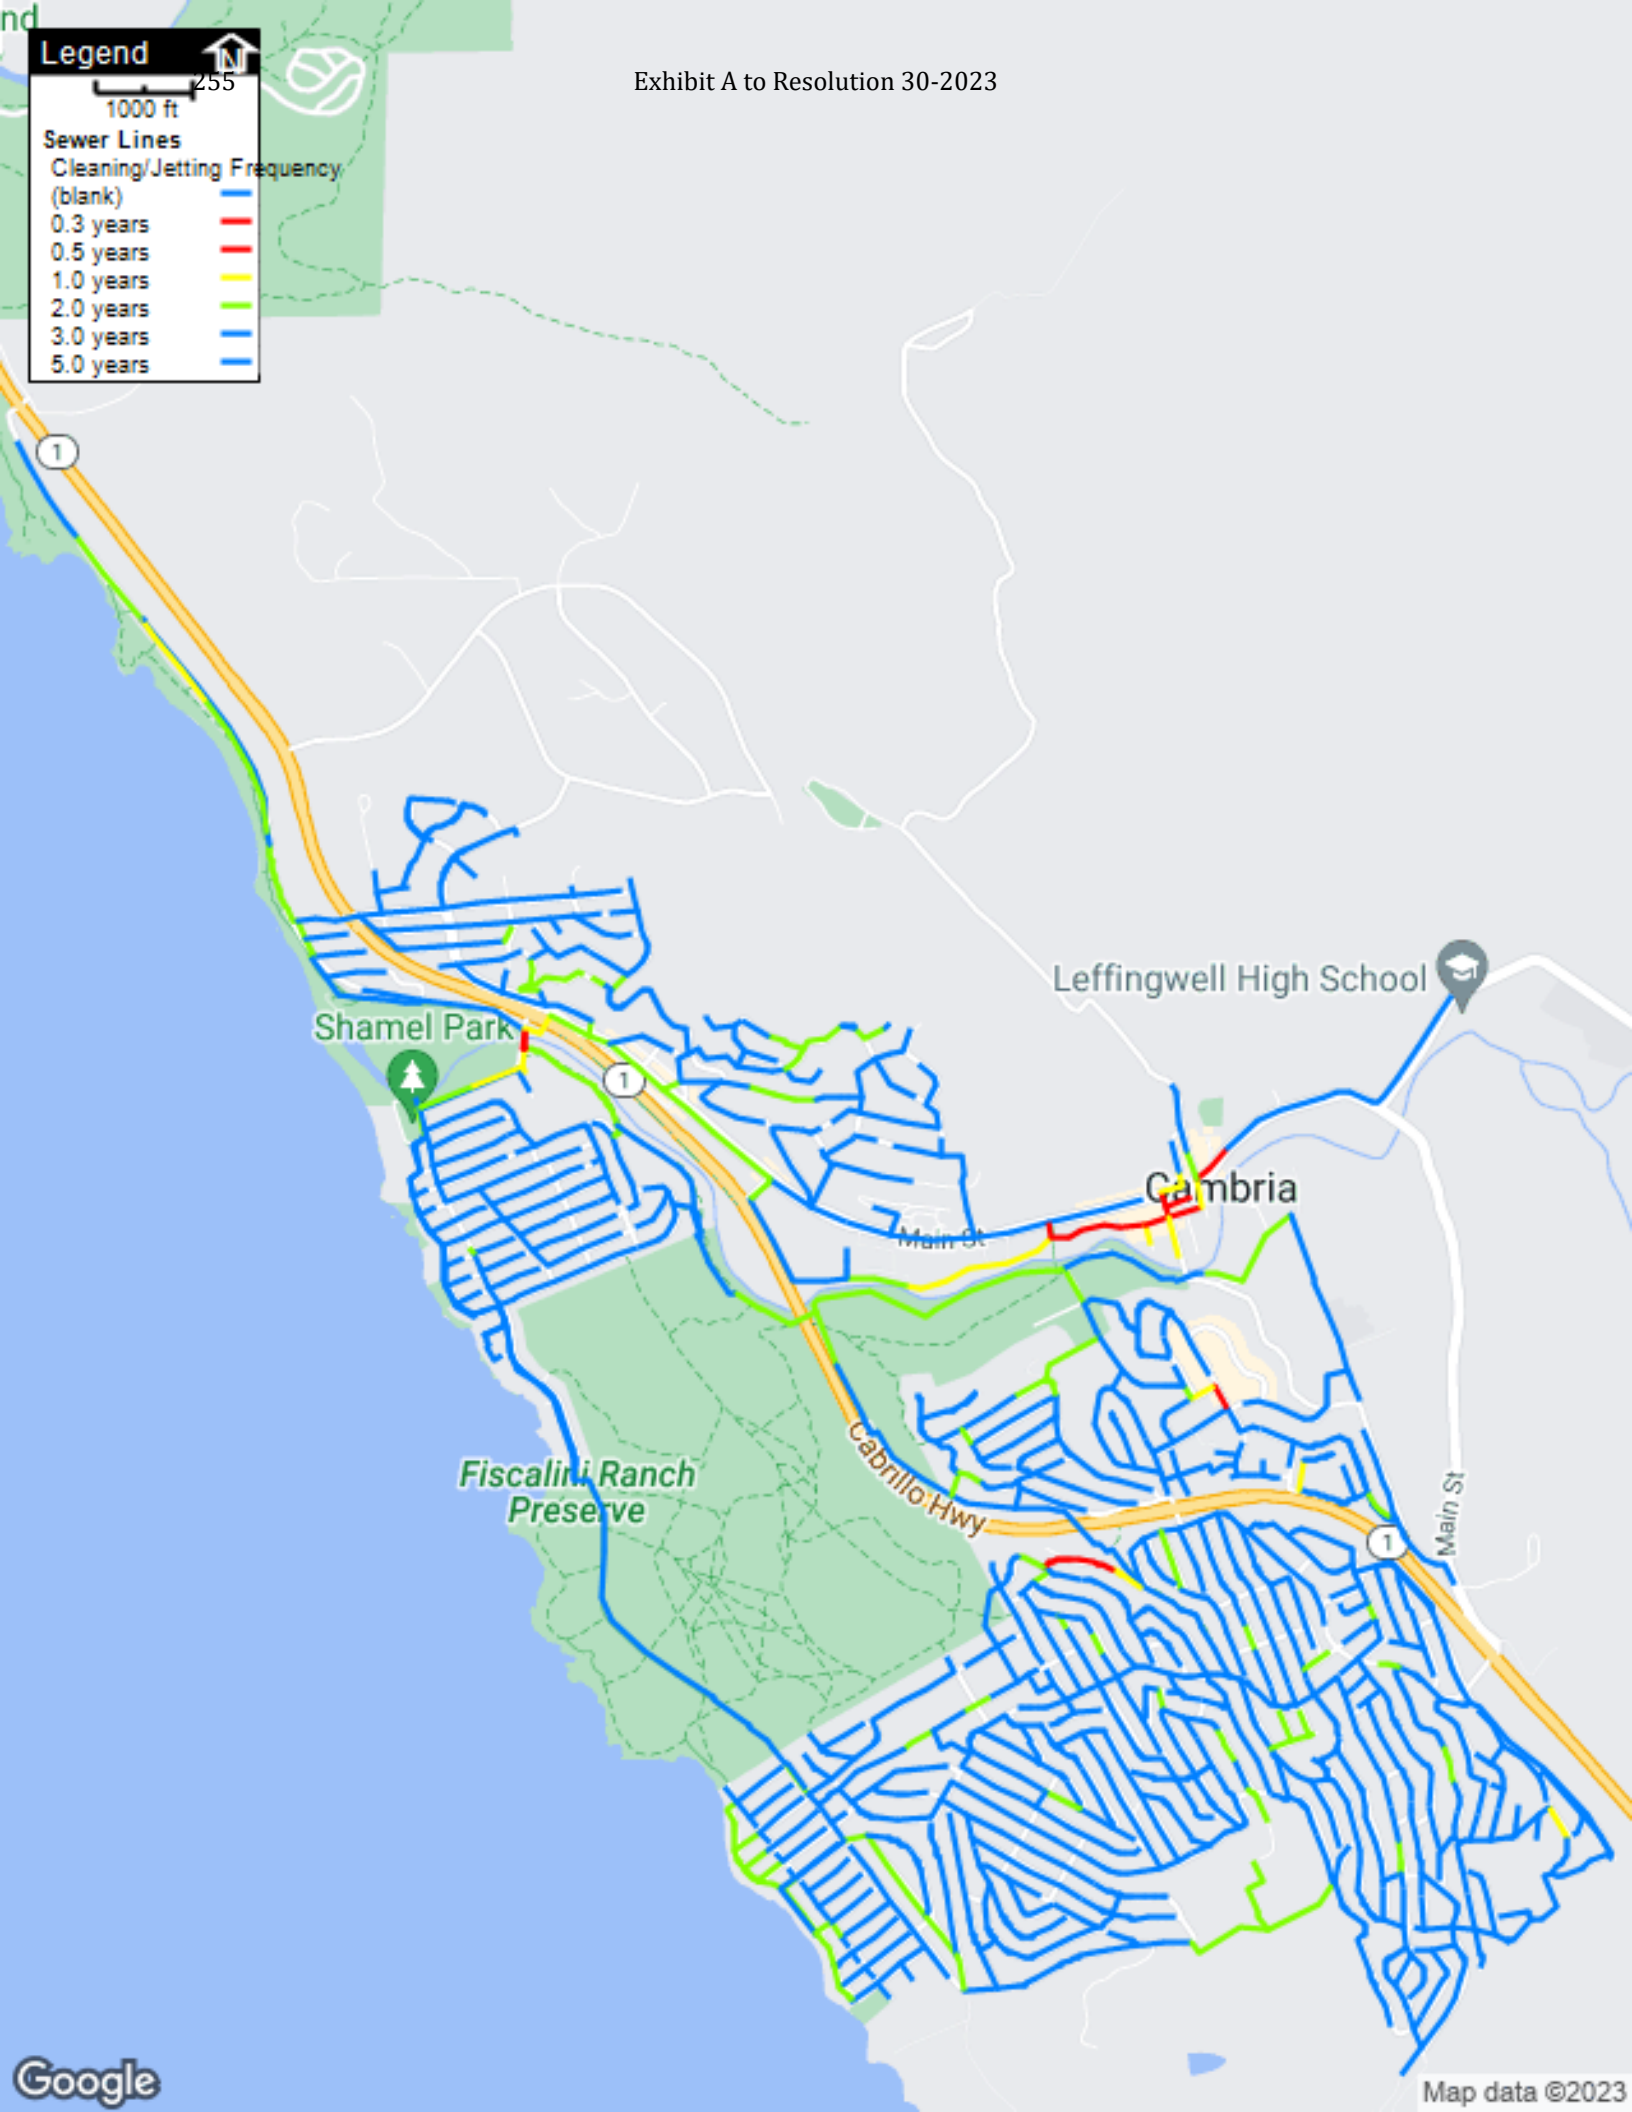 nd
Legend
N
255
Exhibit A to Resolution 30-2023
1000 ft
Sewer Lines
Cleaning/Jetting Frequency
(blank)
0.3 years
0.5 years
1.0 years
2.0 years
3.0 years
5.0 years
1
Leffingwell High School
Shamel Park
1
Cambria
Main St
Cabrillo Hwy
Fiscalini Ranch
Preserve
Main St
1
Google
Map data ©2023